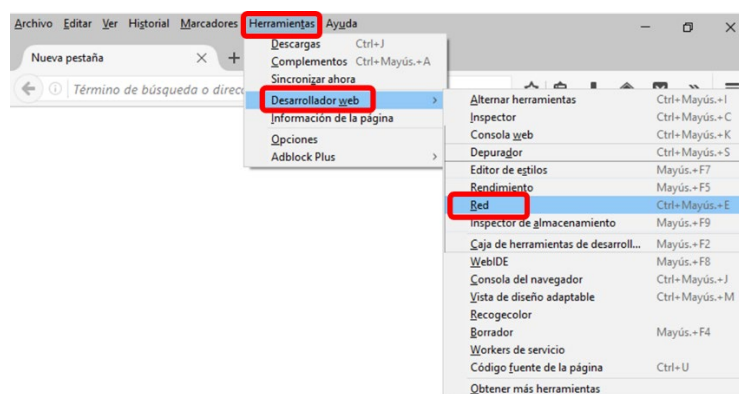 Archivo Editar Ver Historial Marcadores Herramientas Ayuda
Nueva pestaña
Término de búsqueda o direcc
Descargas Ctrl+J
Complementos Ctrl+Mayús.+A
Sincronizar ahora
Desarrollador web
Información de la página
Opciones
Adblock Plus
Alternar herramientas Ctrl+Mayús.+I
Inspector Ctrl+Mayús.+C
Consola web Ctrl+Mayús.+K
Depurador Ctrl+Mayús.+S
Editor de estilos Mayús.+F7
Rendimiento Mayús.+F5
Red Ctrl+Mayús.+E
Inspector de almacenamiento Mayús.+F9
Caja de herramientas de desarroll... Mayús.+F2
WebIDE Mayús.+F8
Consola del navegador Ctrl+Mayús.+J
Vista de diseño adaptable Ctrl+Mayús.+M
Recogecolor
Borrador Mayús.+F4
Workers de servicio
Código fuente de la página Ctrl+U
Obtener más herramientas